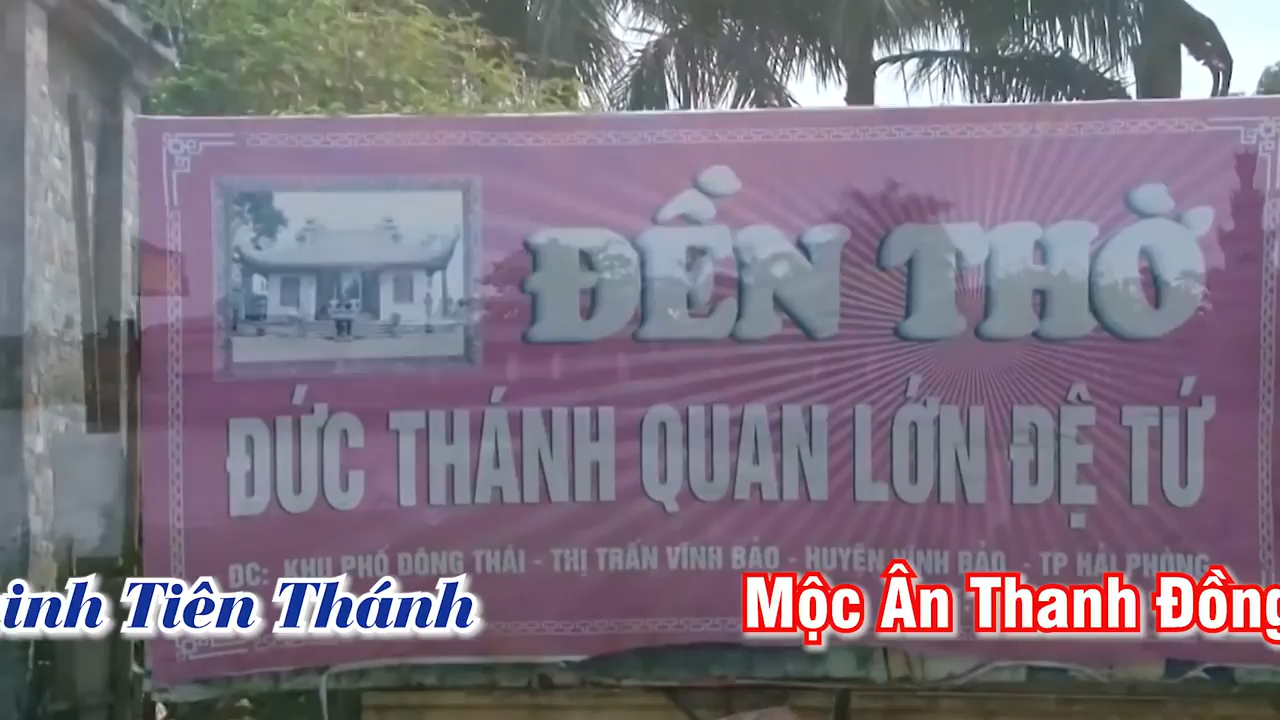 ĐỀN THỜ
ĐỨC THÁNH QUAN LỚN ĐỆ TỨ
ĐC: KHU PHỐ ĐÔNG THÁI - THỊ TRẤN VĨNH BẢO - HUYỆN VĨNH BẢO - TP HẢI PHÒNG
inh Tiên Thánh
Mộc Ân Thanh Đồng